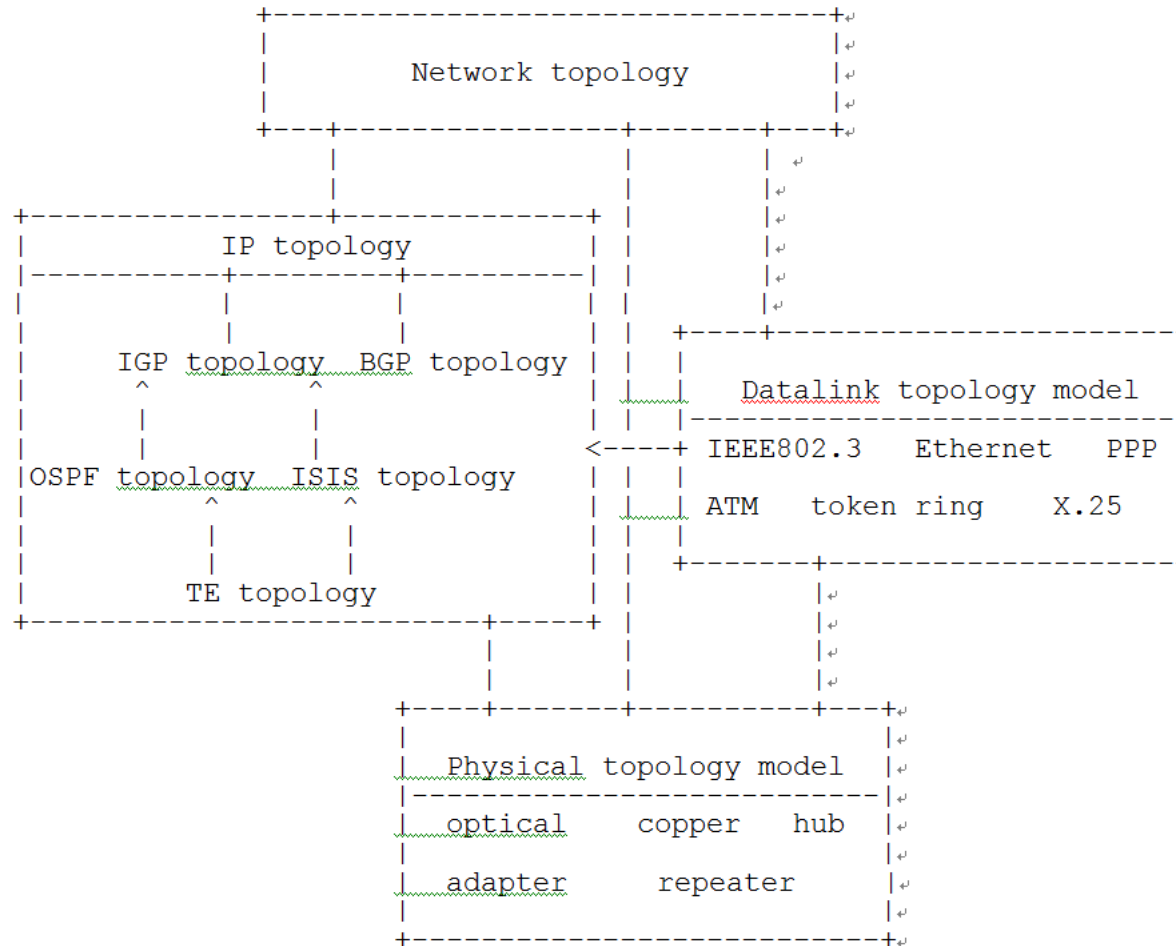 Network topology
IP topology
IGP topology BGP topology
Datalink topology model
IEEE802.3 Ethernet PPP
OSPF topology ISIS topology
ATM token ring X.25
TE topology
Physical topology model
optical copper hub
adapter repeater